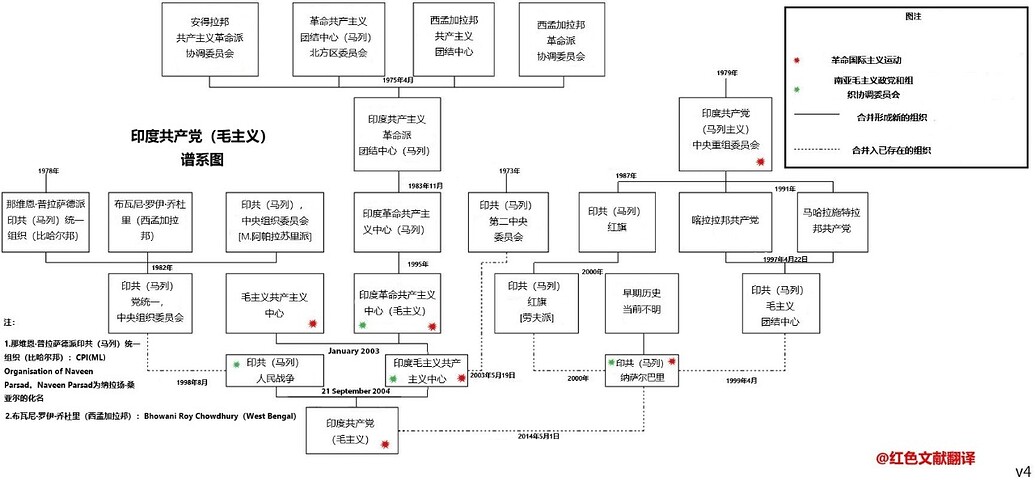 安得拉邦
共产主义革命派
协调委员会
革命共产主义
团结中心（马列）
北方区委员会
西孟加拉邦
共产主义
团结中心
西孟加拉邦
革命派
协调委员会
图注
革命国际主义运动
南亚毛主义政党和组
织协调委员会
合并形成新的组织
合并入已存在的组织
1975年4月
1979年
印度共产党（毛主义）
谱系图
印度共产主义
革命派
团结中心（马列）
印度共产党
（马列主义）
中央重组委员会
1978年
1983年11月
1973年
1987年
1991年
那维恩·普拉萨德派
印共（马列）统一
组织（比哈尔邦）
布瓦尼·罗伊·乔杜
里（西孟加拉
邦）
印共（马列），
中央组织委员会
[M.阿帕拉苏里派]
印度革命共产主
义中心（马列）
印共（马列）
第二中央
委员会
印共（马列）
红旗
喀拉拉邦共产党
马哈拉施特拉
邦共产党
1982年
1995年
2000年
1997年4月22日
印共（马列）
党统一，
中央组织委员会
毛主义共产主义
中心
印度革命共产主义
中心（毛主义）
印共（马列）
红旗
[劳夫派]
早期历史
当前不明
印共（马列）
毛主义
团结中心
注：
1.那维恩·普拉萨德派印共（马列）统一
组织（比哈尔邦）：CPI(ML)
Organisation of Naveen
Parsad，Naveen Parsad为纳拉扬·桑
亚尔的化名
2.布瓦尼·罗伊·乔杜里（西孟加拉邦）：Bhowani Roy Chowdhury（West Bengal）
January 2003
1998年8月
印共（马列）
人民战争
印度毛主义共产
主义中心
2003年5月19日
2000年
印共（马列）
纳萨尔巴里
1999年4月
21 September 2004
印度共产党
（毛主义）
2014年5月1日
@红色文献翻译
v4